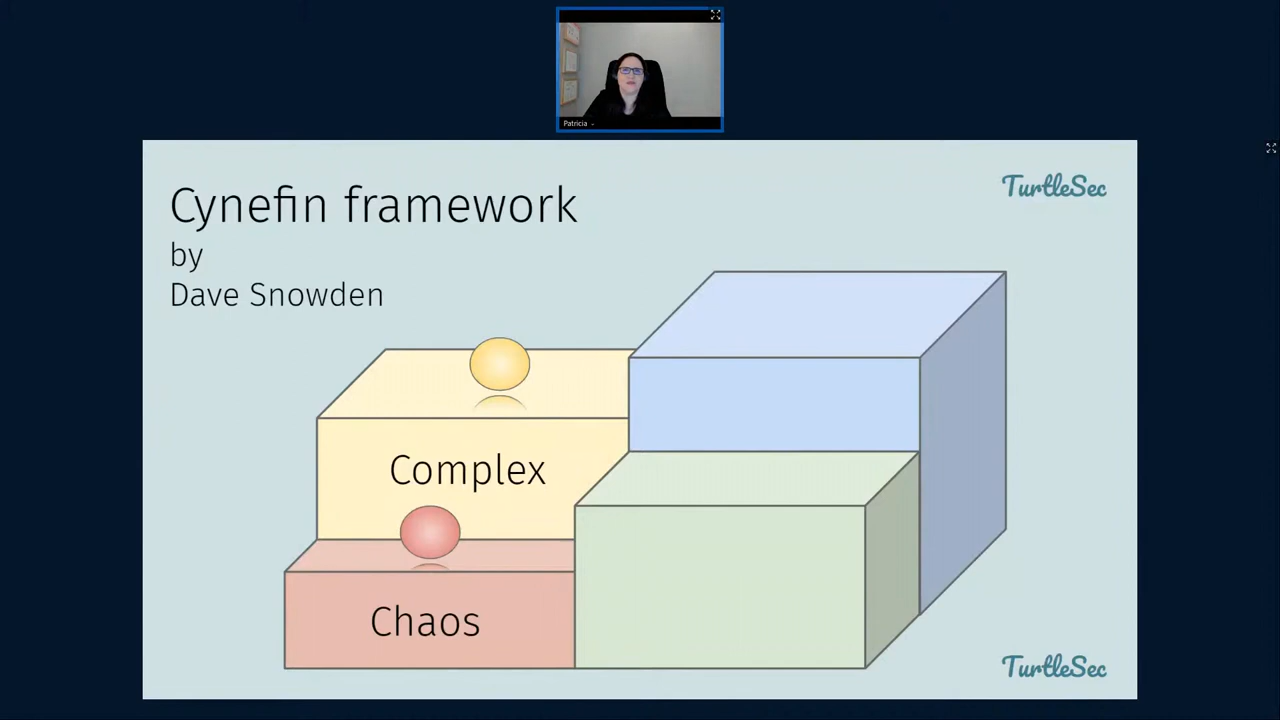 Patricia
Cynefin framework
by
Dave Snowden
TurtleSec
Complex
Chaos
TurtleSec